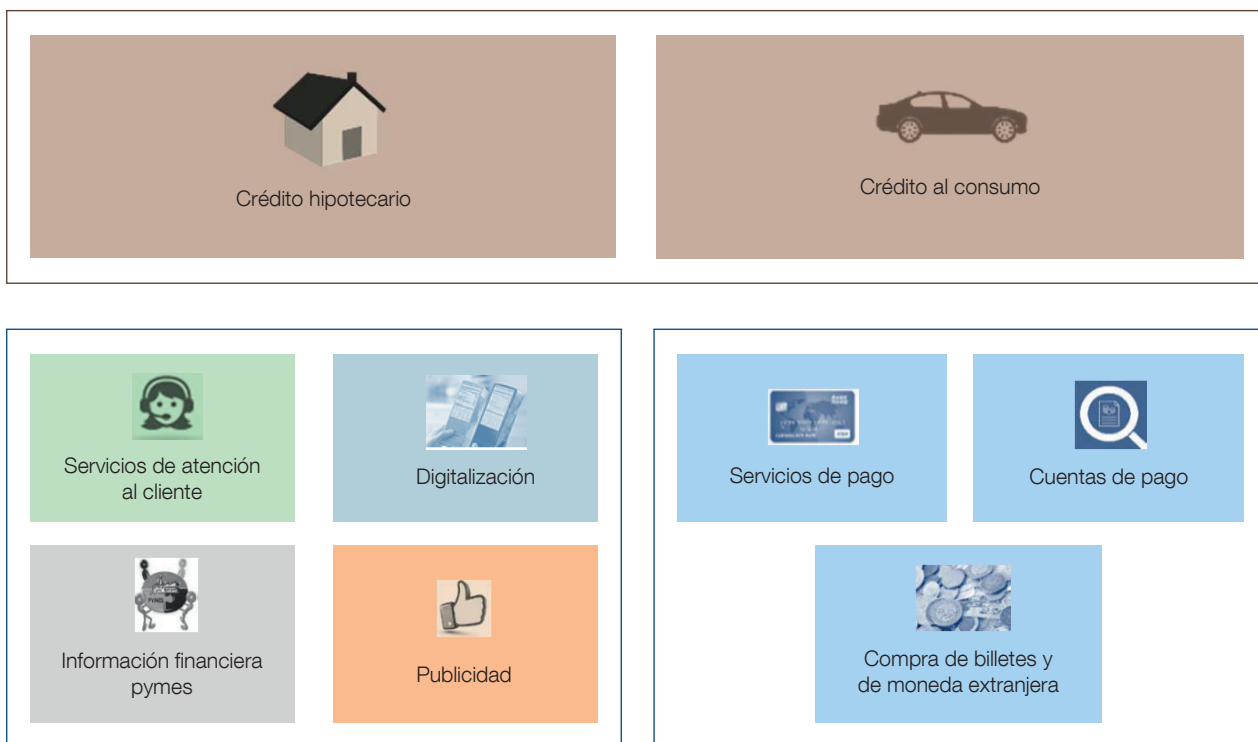 Crédito hipotecario
Crédito al consumo
Servicios de atención
al cliente
Digitalización
Servicios de pago
Cuentas de pago
PYMES
Información financiera
pymes
Publicidad
Compra de billetes y
de moneda extranjera